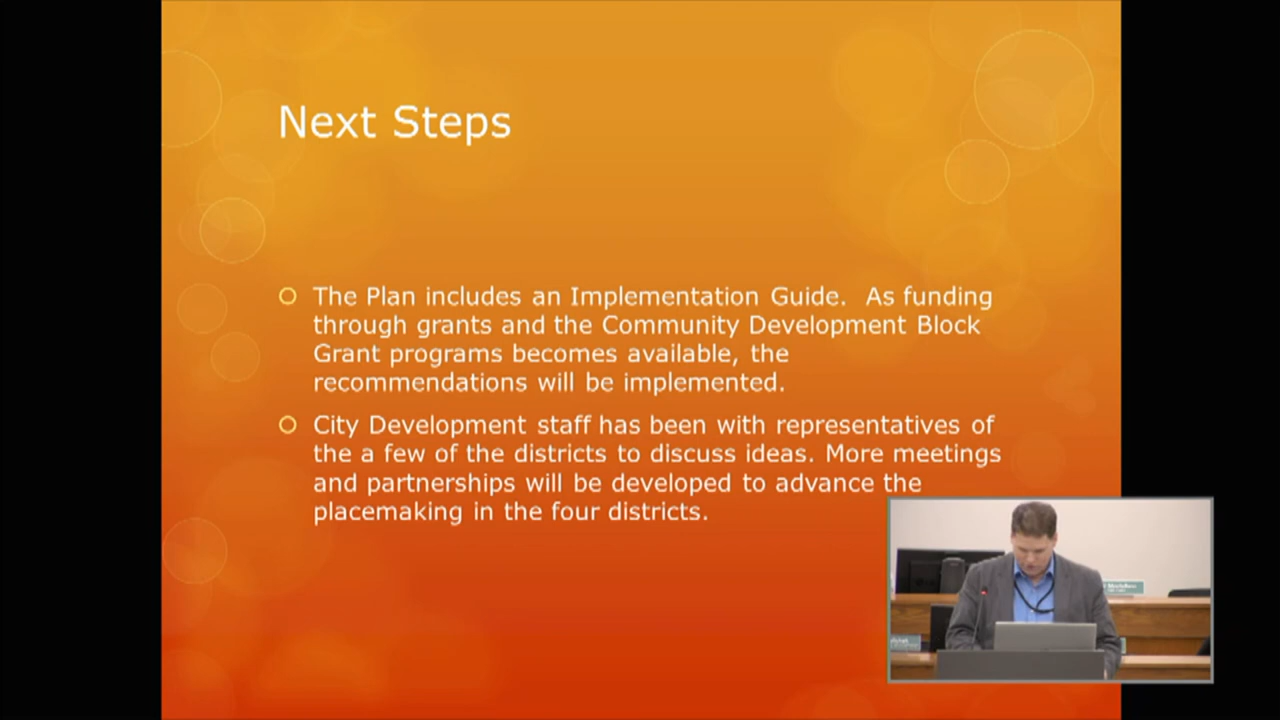 Next Steps
The Plan includes an Implementation Guide.  As funding
through grants and the Community Development Block
Grant programs becomes available, the
recommendations will be implemented.
City Development staff has been with representatives of
the a few of the districts to discuss ideas. More meetings
and partnerships will be developed to advance the
placemaking in the four districts.